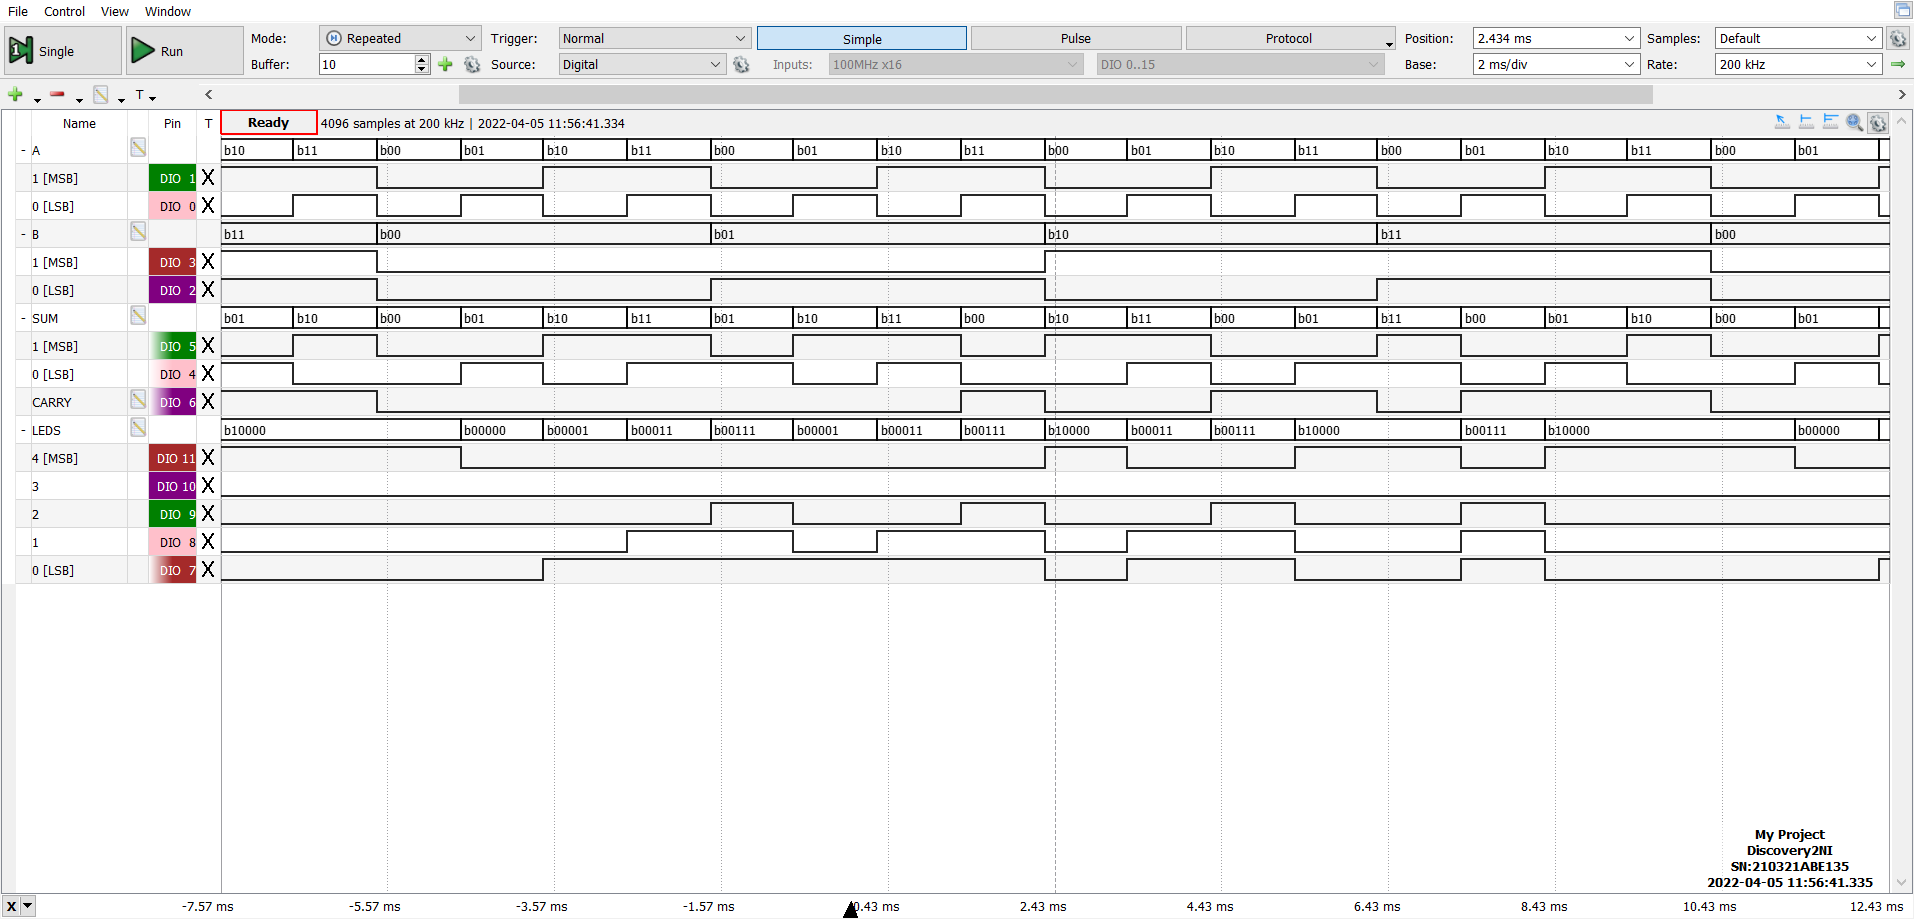 File Control View Window
Single Run Mode: Repeated Trigger: Normal Simple Pulse Protocol Position: 2.434 ms Samples: Default
Buffer: 10 Source: Digital Inputs: 100MHz x16 DIO 0..15 Base: 2 ms/div Rate: 200 kHz
T
Name Pin T Ready 4096 samples at 200 kHz | 2022-04-05 11:56:41.334
- A b10 b11 b00 b01 b10 b11 b00 b01 b10 b11 b00 b01 b10 b11 b00 b01 b10 b11 b00 b01
1 [MSB] DIO 1 X
0 [LSB] DIO 0 X
- B b11 b00 b01 b10 b11 b00
1 [MSB] DIO 3 X
0 [LSB] DIO 2 X
- SUM b01 b10 b00 b01 b10 b11 b01 b10 b11 b00 b10 b11 b00 b01 b11 b00 b01 b10 b00 b01
1 [MSB] DIO 5 X
0 [LSB] DIO 4 X
CARRY DIO 6 X
- LEDS b10000 b00000 b00001 b00011 b00111 b00001 b00011 b00111 b10000 b00011 b00111 b10000 b00111 b10000 b00000
4 [MSB] DIO 11 X
3 DIO 10 X
2 DIO 9 X
1 DIO 8 X
0 [LSB] DIO 7 X
My Project
Discovery2NI
SN:210321ABE135
2022-04-05 11:56:41.335
X -7.57 ms -5.57 ms -3.57 ms -1.57 ms 0.43 ms 2.43 ms 4.43 ms 6.43 ms 8.43 ms 10.43 ms 12.43 ms